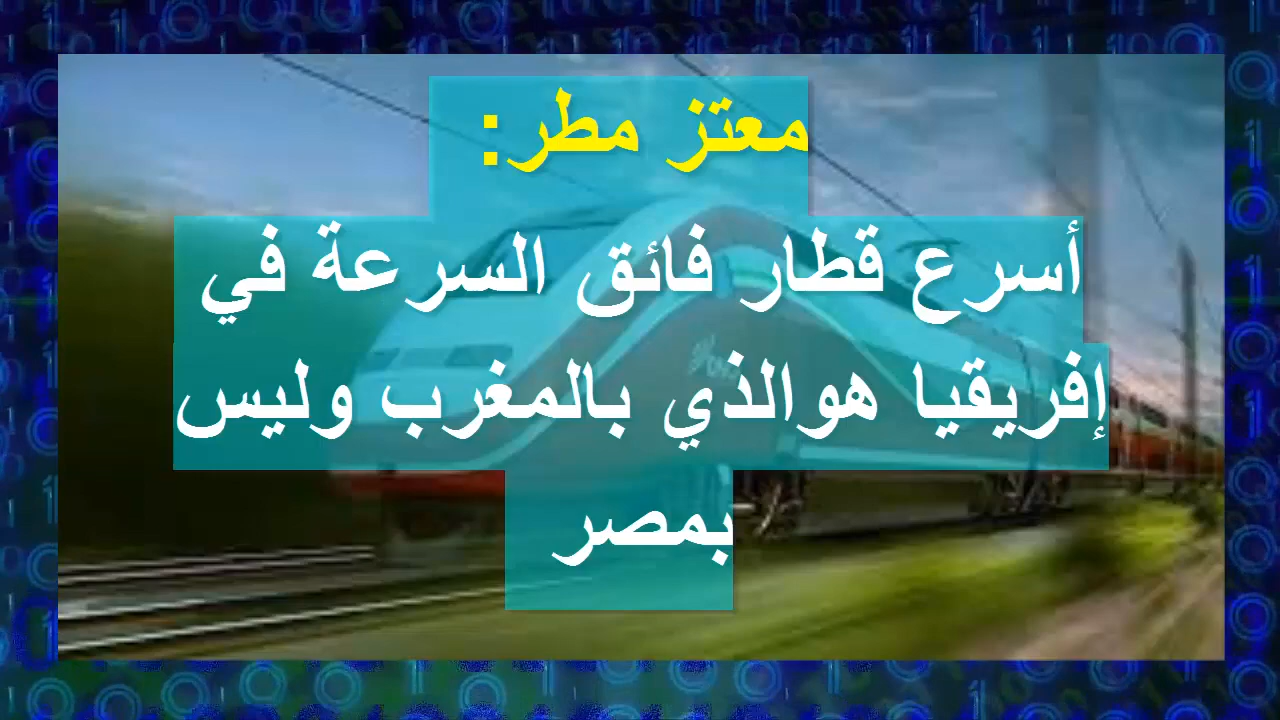 معتز مطر:
أسرع قطار فائق السرعة في
إفريقيا هوالذي بالمغرب وليس
بمصر